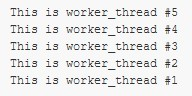 This is worker_thread #5
This is worker_thread #4
This is worker_thread #3
This is worker_thread #2
This is worker_thread #1